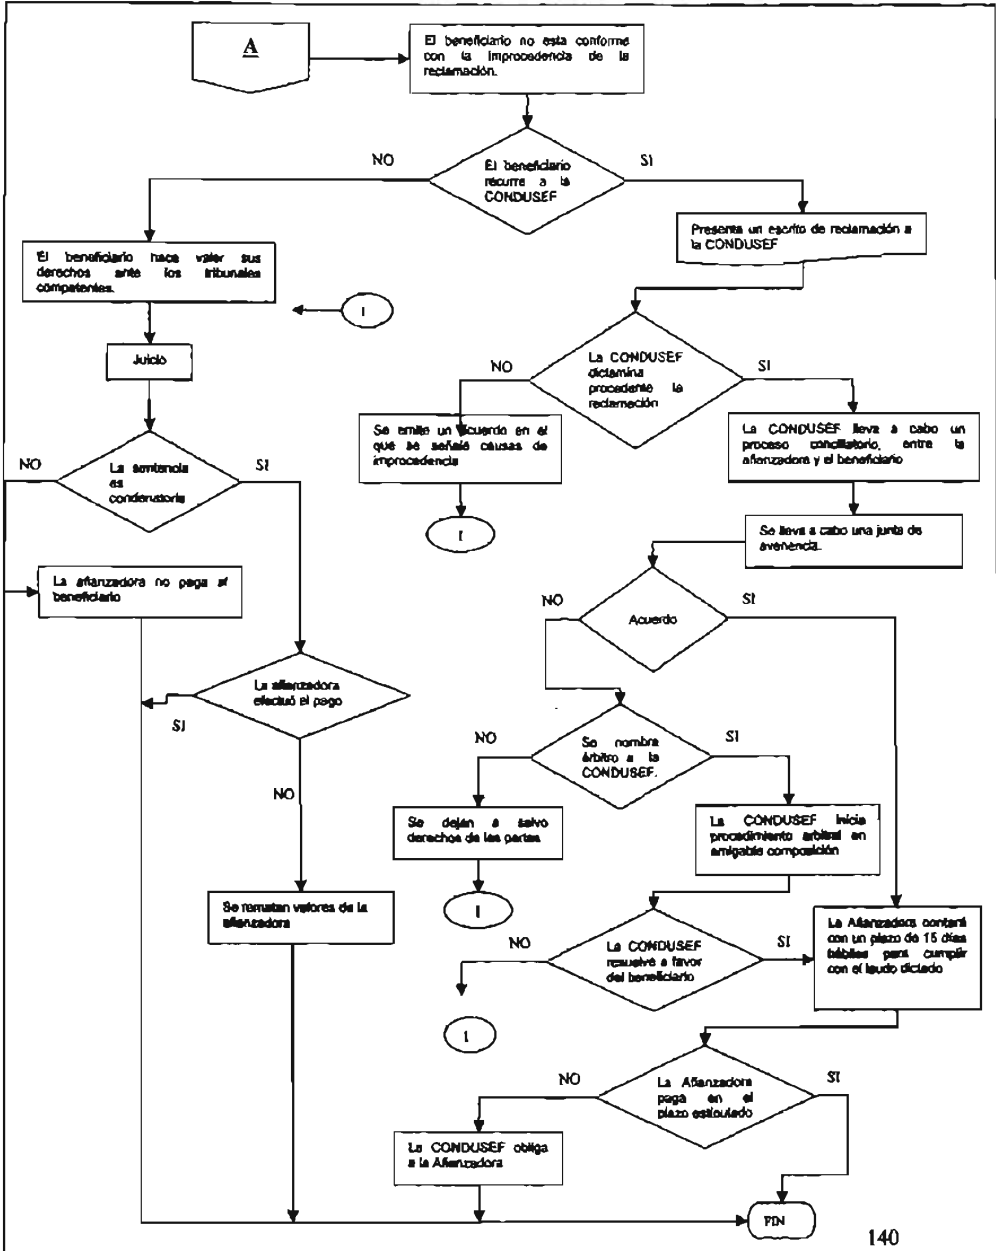 A
El beneficiario no esta conforme
con la improcedencia de la
reclamación.
NO
El beneficiario
recurre a la
CONDUSEF
SI
El beneficiario hace valer sus
derechos ante los tribunales
competentes.
Presenta un escrito de reclamación a
la CONDUSEF
I
Juicio
NO
La CONDUSEF
dictamina
procedente la
reclamación
SI
Se emite un acuerdo en el
que se señale causas de
improcedencia
La CONDUSEF lleva a cabo un
proceso conciliatorio, entre la
afianzadora y el beneficiario
NO
La sentencia
es
condenatoria
SI
I
Se lleva a cabo una junta de
avenencia.
La afianzadora no paga al
beneficiario
NO
Acuerdo
SI
La afianzadora
efectuó el pago
SI
NO
NO
Se nombra
árbitro a la
CONDUSEF.
SI
Se dejan a salvo
derechos de las partes
La CONDUSEF inicia
procedimiento arbitral en
amigable composición
I
Se rematan valores de la
afianzadora
NO
La CONDUSEF
resuelve a favor
del beneficiario
SI
La Afianzadora contará
con un plazo de 15 días
hábiles para cumplir
con el laudo dictado
I
NO
La Afianzadora
paga en el
plazo estipulado
SI
La CONDUSEF obliga
a la Afianzadora
FIN
140